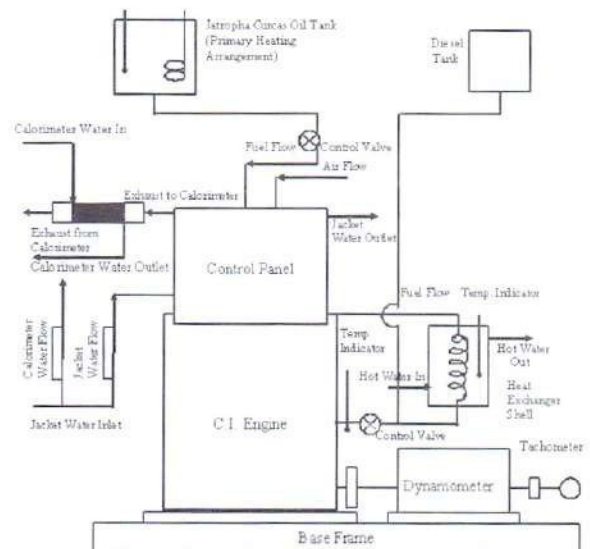 Jatropha Curcas Oil Tank
(Primary Heating
Arrangement)
Diesel
Tank
Calorimeter Water In
Fuel Flow
Control Valve
Air Flow
Exhaust to Calorimeter
Exhaust from
Calorimeter
Calorimeter Water Outlet
Jacket
Water Outlet
Control Panel
Fuel Flow
Temp. Indicator
Calorimeter
Water Flow
Jacket
Water Flow
Temp
Indicator
Hot Water
Out
Hot Water In
Heat
Exchanger
Shell
Jacket Water Inlet
C.I. Engine
Control Valve
Tachometer
Dynamometer
Base Frame